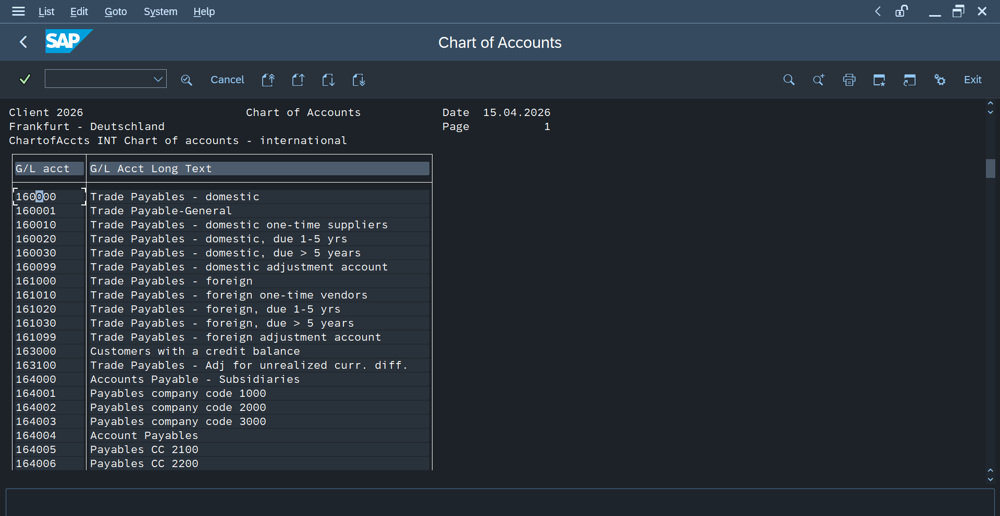 List Edit Goto System Help
SAP Chart of Accounts
Cancel Exit
Client 2026 Chart of Accounts Date 15.04.2026
Frankfurt - Deutschland Page 1
ChartofAccts INT Chart of accounts - international
G/L acct G/L Acct Long Text
160000 Trade Payables - domestic
160001 Trade Payable-General
160010 Trade Payables - domestic one-time suppliers
160020 Trade Payables - domestic, due 1-5 yrs
160030 Trade Payables - domestic, due > 5 years
160099 Trade Payables - domestic adjustment account
161000 Trade Payables - foreign
161010 Trade Payables - foreign one-time vendors
161020 Trade Payables - foreign, due 1-5 yrs
161030 Trade Payables - foreign, due > 5 years
161099 Trade Payables - foreign adjustment account
163000 Customers with a credit balance
163100 Trade Payables - Adj for unrealized curr. diff.
164000 Accounts Payable - Subsidiaries
164001 Payables company code 1000
164002 Payables company code 2000
164003 Payables company code 3000
164004 Account Payables
164005 Payables CC 2100
164006 Payables CC 2200